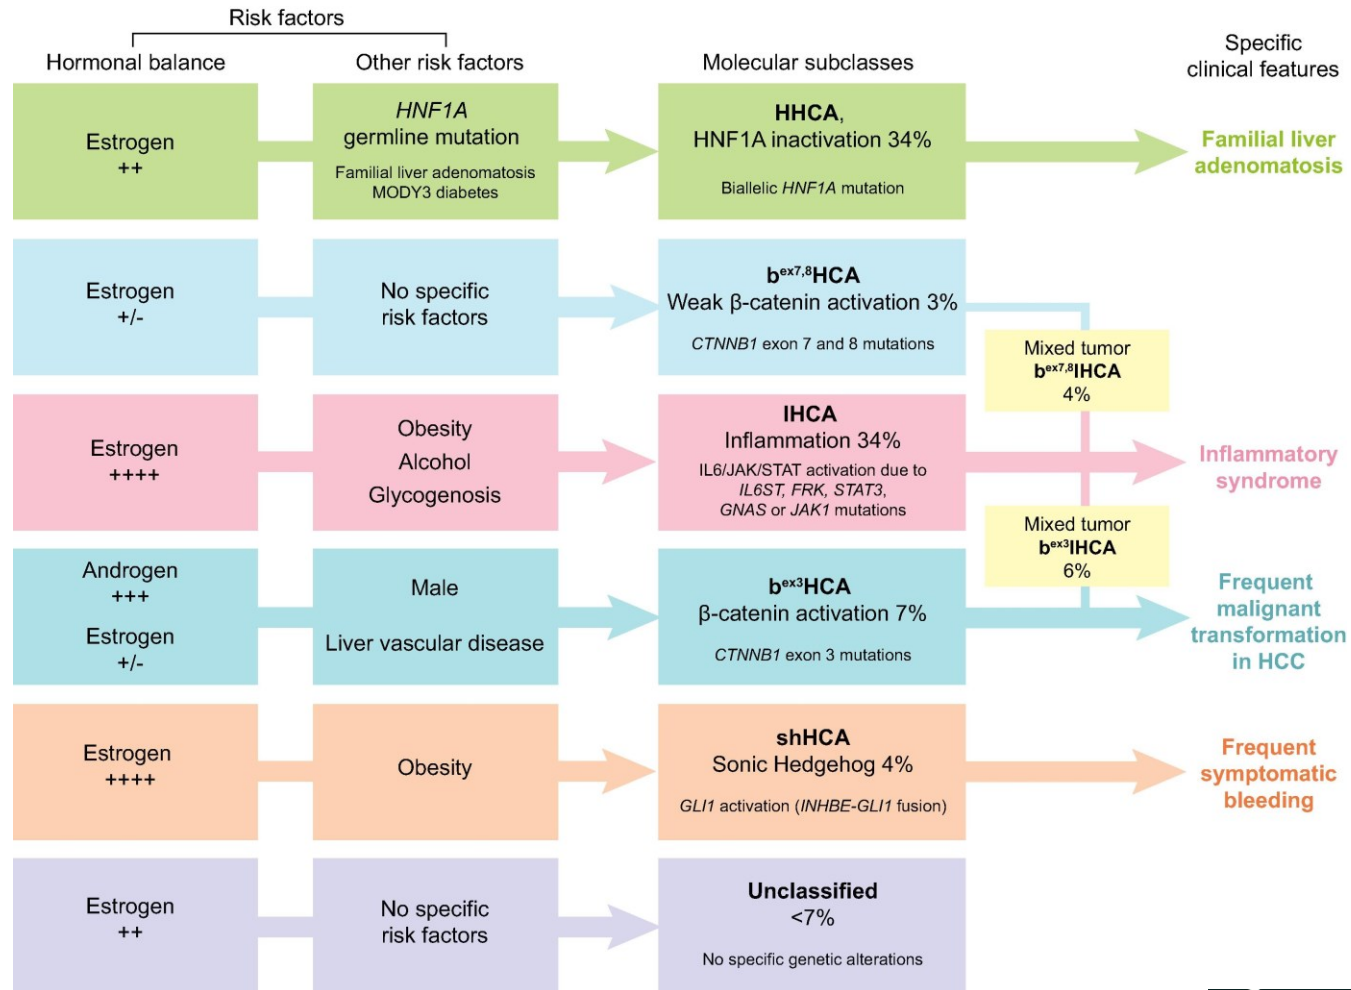 Risk factors
Hormonal balance
Other risk factors
Molecular subclasses
Specific
clinical features
Estrogen
++
HNF1A
germline mutation
Familial liver adenomatosis
MODY3 diabetes
HHCA,
HNF1A inactivation 34%
Biallelic HNF1A mutation
Familial liver
adenomatosis
Estrogen
+/-
No specific
risk factors
bex7,8HCA
Weak β-catenin activation 3%
CTNNB1 exon 7 and 8 mutations
Mixed tumor
bex7,8IHCA
4%
Estrogen
++++
Obesity
Alcohol
Glycogenosis
IHCA
Inflammation 34%
IL6/JAK/STAT activation due to
IL6ST, FRK, STAT3,
GNAS or JAK1 mutations
Inflammatory
syndrome
Mixed tumor
bex3IHCA
6%
Androgen
+++
Estrogen
+/-
Male
Liver vascular disease
bex3HCA
β-catenin activation 7%
CTNNB1 exon 3 mutations
Frequent
malignant
transformation
in HCC
Estrogen
++++
Obesity
shHCA
Sonic Hedgehog 4%
GLI1 activation (INHBE-GLI1 fusion)
Frequent
symptomatic
bleeding
Estrogen
++
No specific
risk factors
Unclassified
<7%
No specific genetic alterations